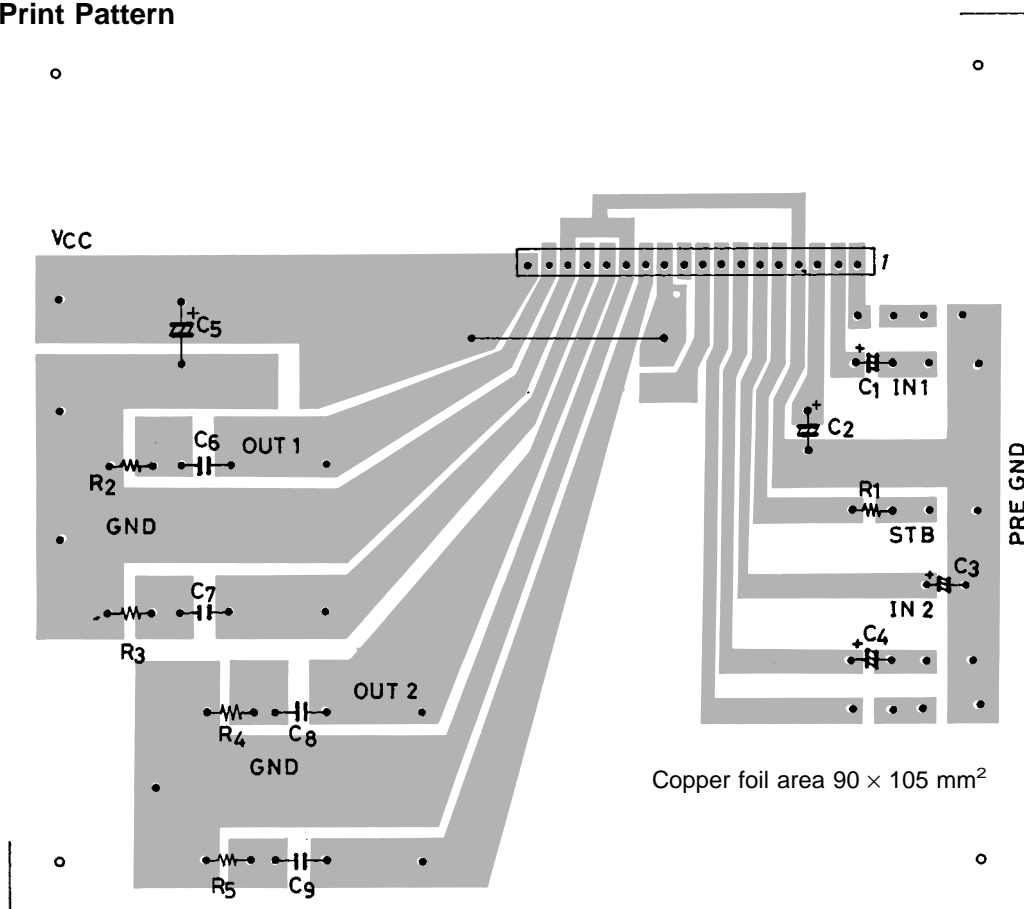 Print Pattern
VCC
1
+
C5
+
C1 IN1
+
C2
C6
OUT 1
R2
GND
R1
STB
PRE GND
C7
+
C3
IN 2
R3
+
C4
OUT 2
R4
C8
GND
Copper foil area 90 × 105 mm²
R5
C9